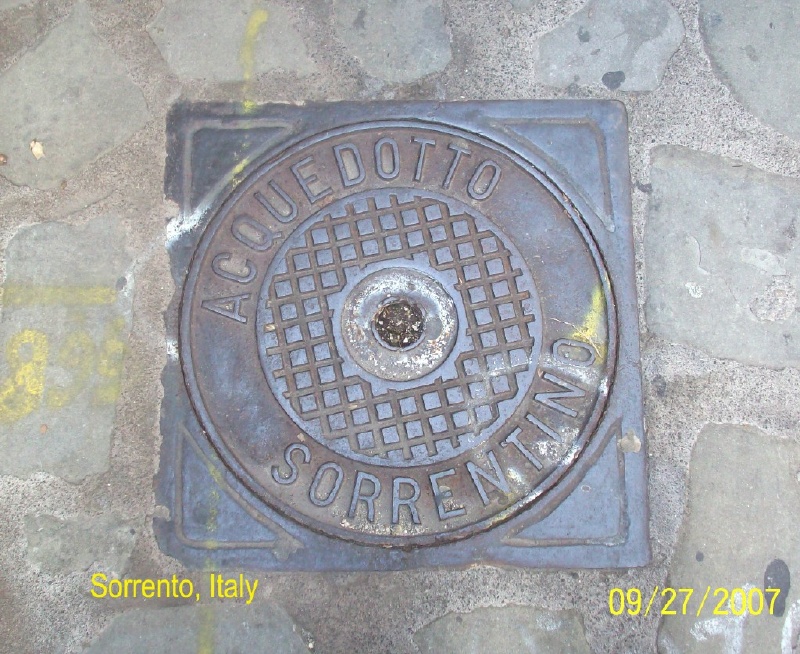 ACQUEDOTTO
SORRENTINO
Sorrento, Italy
09/27/2007